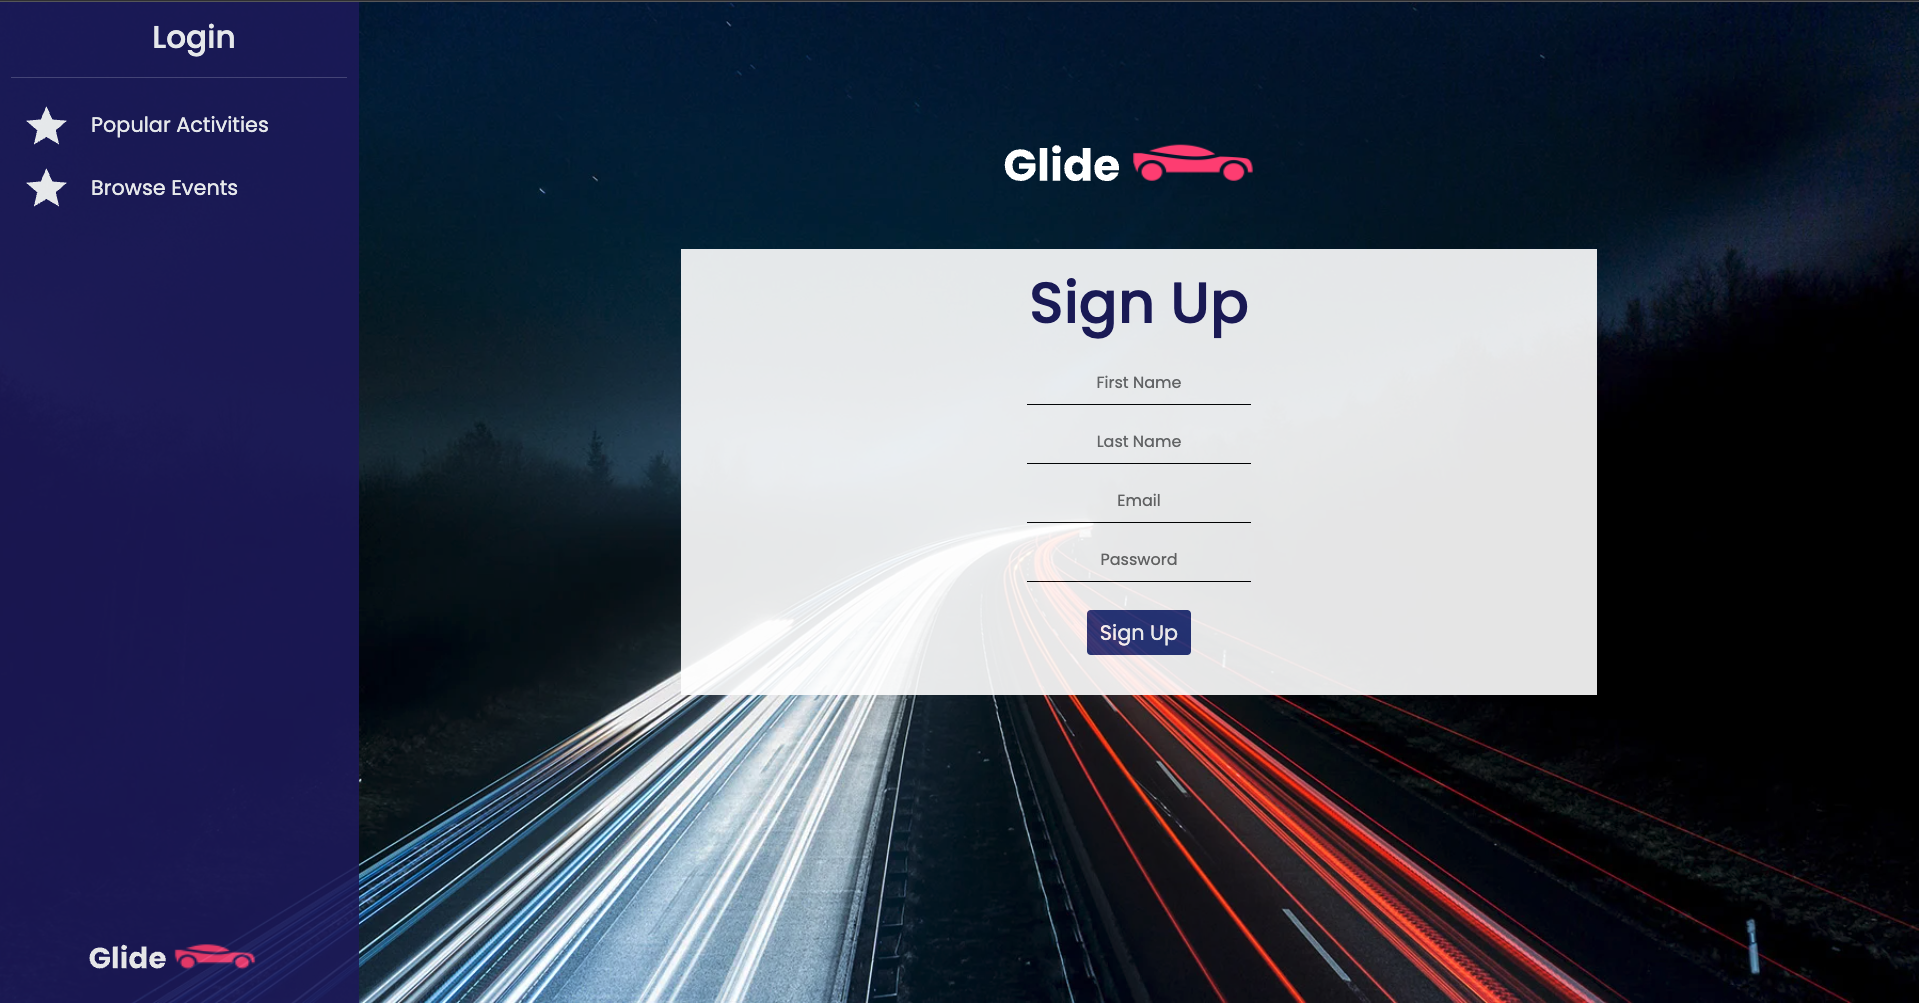 Login
Popular Activities
Browse Events
Glide
Glide
Sign Up
First Name
Last Name
Email
Password
Sign Up